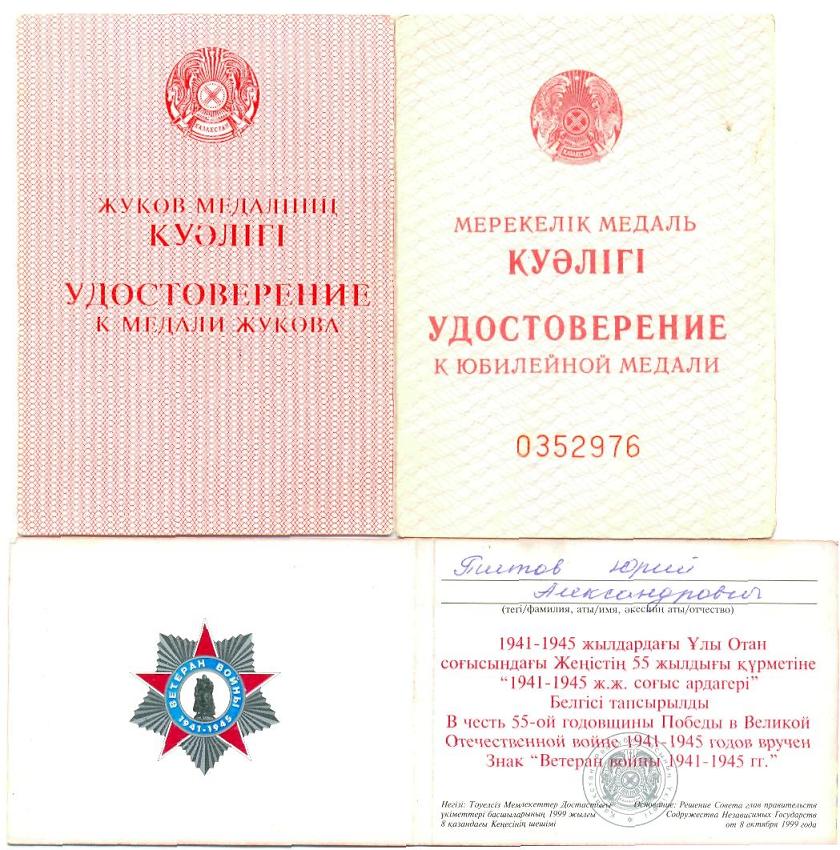 ҚАЗАҚСТАН
ЖУКОВ МЕДАЛІНІҢ
КУӘЛІГІ
УДОСТОВЕРЕНИЕ
К МЕДАЛИ ЖУКОВА
ҚАЗАҚСТАН
МЕРЕКЕЛІК МЕДАЛЬ
КУӘЛІГІ
УДОСТОВЕРЕНИЕ
К ЮБИЛЕЙНОЙ МЕДАЛИ
0352976
ВЕТЕРАН ВОЙНЫ
1941-1945
Юрий
Александрович
(тегі/фамилия, аты/имя, әкесінің аты/отчество)
1941-1945 жылдардағы Ұлы Отан
соғысындағы Жеңістің 55 жылдығы құрметіне
“1941-1945 ж.ж. соғыс ардагері”
Белгісі тапсырылды
В честь 55-ой годовщины Победы в Великой
Отечественной войне 1941-1945 годов вручен
Знак “Ветеран войны 1941-1945 гг.”
Негізі: Тәуелсіз Мемлекеттер Достастығы
үкіметтері басшыларының 1999 жылғы
8 қазандағы Кеңесінің шешімі
Основание: Решение Совета глав правительств
Содружества Независимых Государств
от 8 октября 1999 года